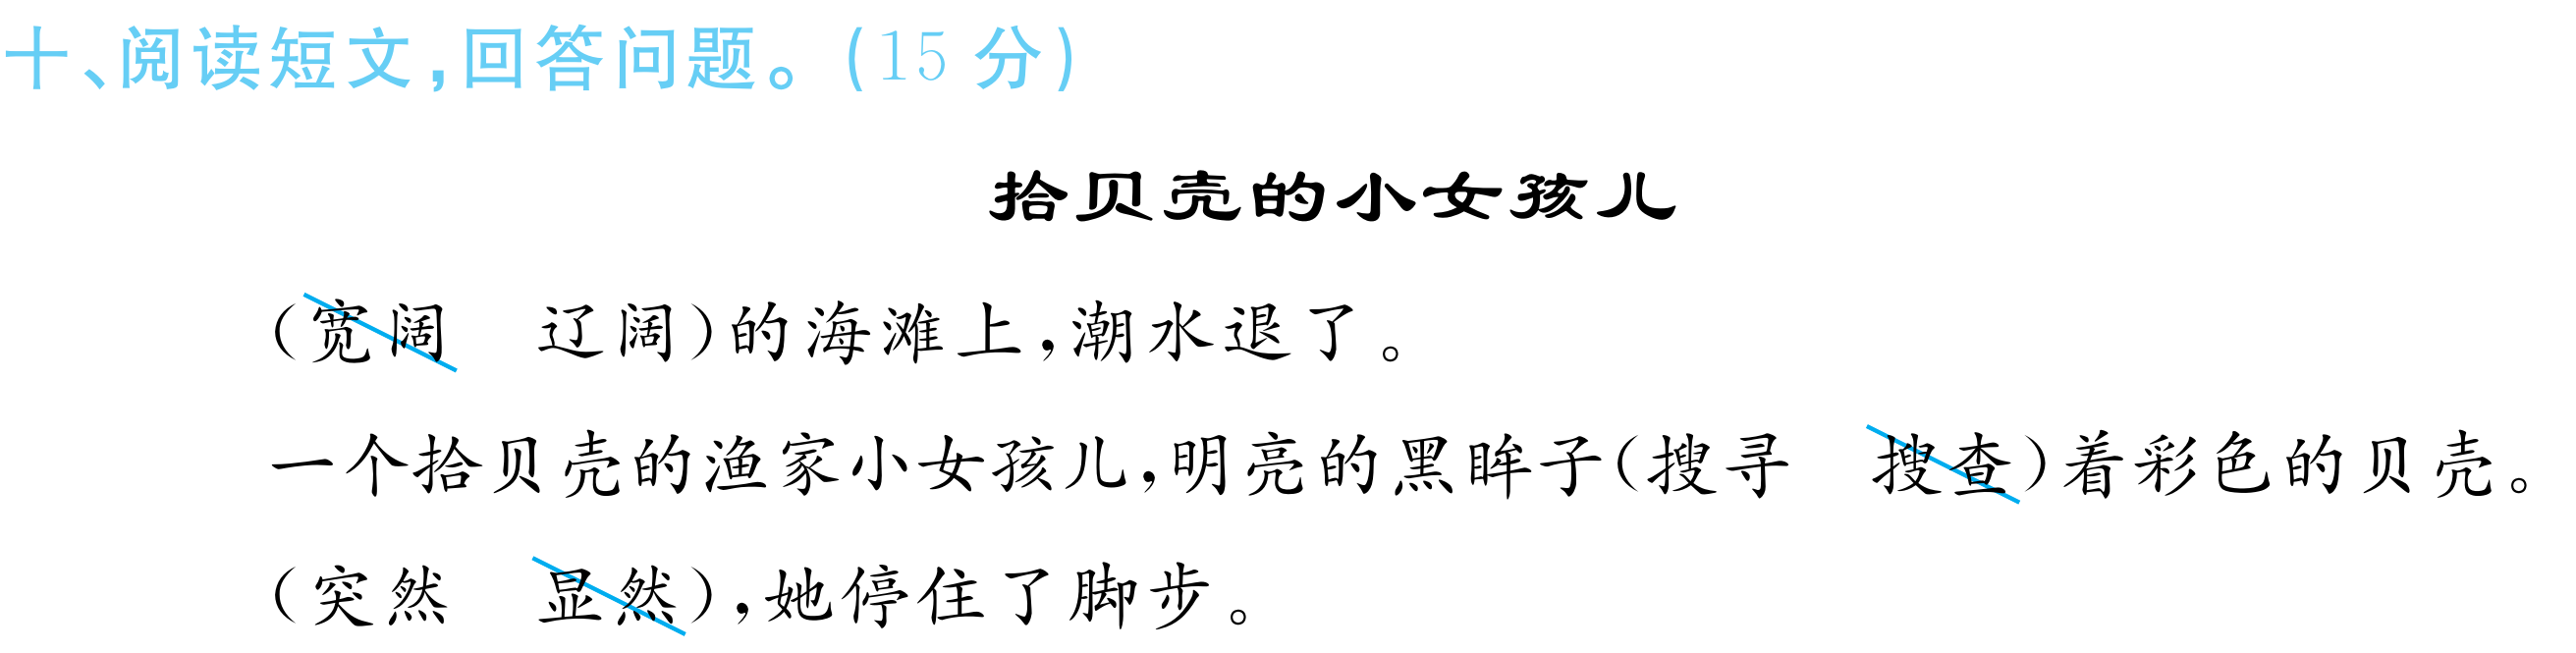 十、阅读短文,回答问题。(15 分)
拾贝壳的小女孩儿
(宽阔 辽阔)的海滩上,潮水退了。
一个拾贝壳的渔家小女孩儿,明亮的黑眸子(搜寻 搜查)着彩色的贝壳。
(突然 显然),她停住了脚步。